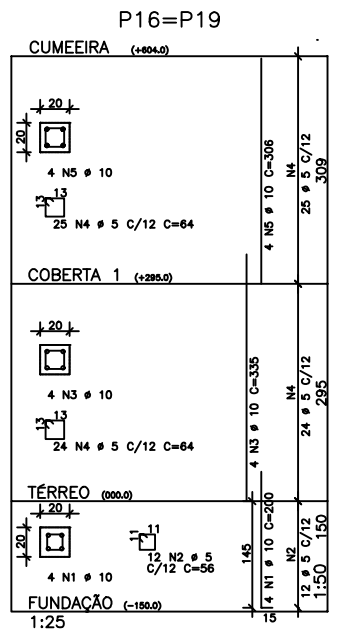 P16=P19
CUMEEIRA (+604.0)
20
20
4 N5 ø 10
13
13
25 N4 ø 5 C/12 C=64
4 N5 ø 10 C=306
N4
25 ø 5 C/12
309
COBERTA 1 (+295.0)
20
4 N3 ø 10
13
13
24 N4 ø 5 C/12 C=64
4 N3 ø 10 C=335
N4
24 ø 5 C/12
295
TÉRREO (000.0)
20
20
4 N1 ø 10
11
11
12 N2 ø 5
C/12 C=56
145
4 N1 ø 10 C=200
N2
12 ø 5 C/12
150
1:50
FUNDAÇÃO (-150.0)
1:25
15